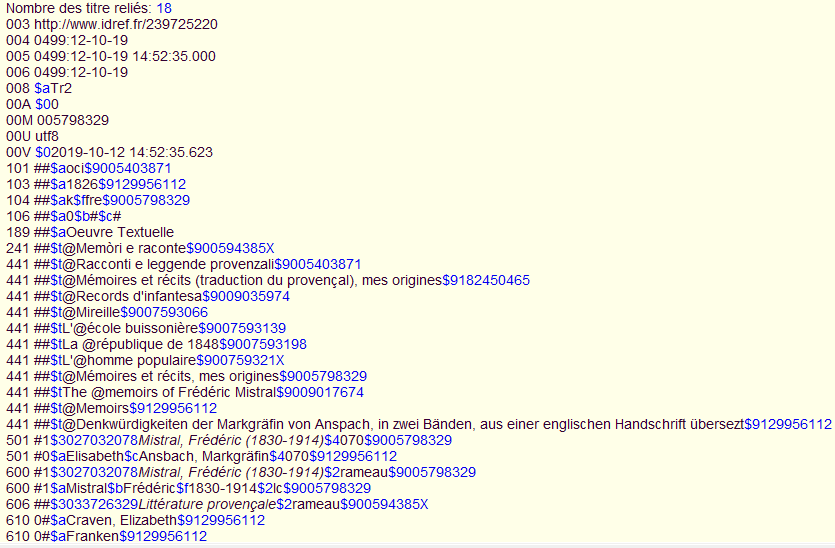 Nombre des titre reliés: 18
003 http://www.idref.fr/239725220
004 0499:12-10-19
005 0499:12-10-19 14:52:35.000
006 0499:12-10-19
008 $aTr2
00A $00
00M 005798329
00U utf8
00V $02019-10-12 14:52:35.623
101 ##$aoci$9005403871
103 ##$a1826$9129956112
104 ##$ak$ffre$9005798329
106 ##$a0$b#$c#
189 ##$aOeuvre Textuelle
241 ##$t@Memòri e raconte$900594385X
441 ##$t@Racconti e leggende provenzali$9005403871
441 ##$t@Mémoires et récits (traduction du provençal), mes origines$9182450465
441 ##$t@Records d'infantesa$9009035974
441 ##$t@Mireille$9007593066
441 ##$tL'@école buissonière$9007593139
441 ##$tLa @république de 1848$9007593198
441 ##$tL'@homme populaire$900759321X
441 ##$t@Mémoires et récits, mes origines$9005798329
441 ##$tThe @memoirs of Frédéric Mistral$9009017674
441 ##$t@Memoirs$9129956112
441 ##$t@Denkwürdigkeiten der Markgräfin von Anspach, in zwei Bänden, aus einer englischen Handschrift übersezt$9129956112
501 #1$3027032078Mistral, Frédéric (1830-1914)$4070$9005798329
501 #0$aElisabeth$cAnsbach, Markgräfin$4070$9129956112
600 #1$3027032078Mistral, Frédéric (1830-1914)$2rameau$9005798329
600 #1$aMistral$bFrédéric$f1830-1914$2lc$9005798329
606 ##$3033726329Littérature provençale$2rameau$900594385X
610 0#$aCraven, Elizabeth$9129956112
610 0#$aFranken$9129956112